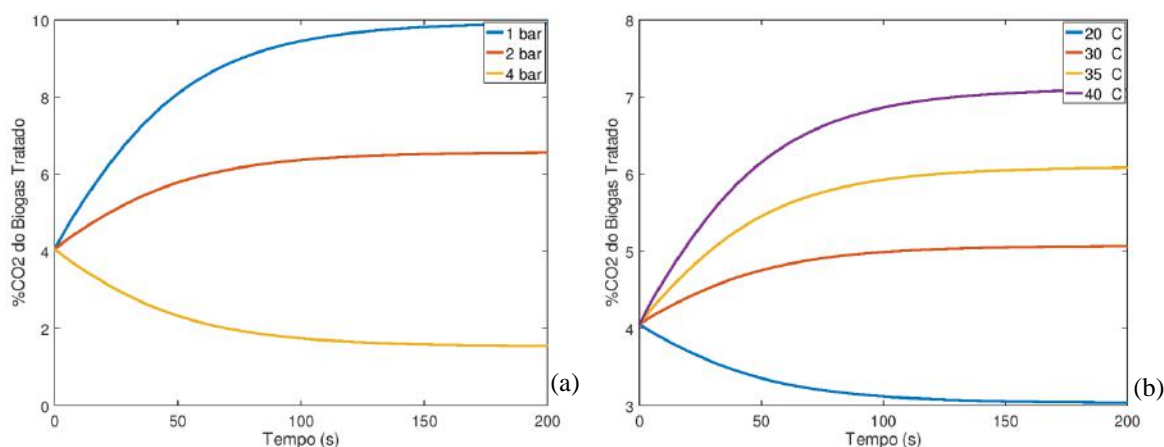 10
8
6
4
2
0
%CO2 do Biogas Tratado
0
50
100
150
200
Tempo (s)
1 bar
2 bar
4 bar
(a)
8
7
6
5
4
3
%CO2 do Biogas Tratado
0
50
100
150
200
Tempo (s)
20 C
30 C
35 C
40 C
(b)